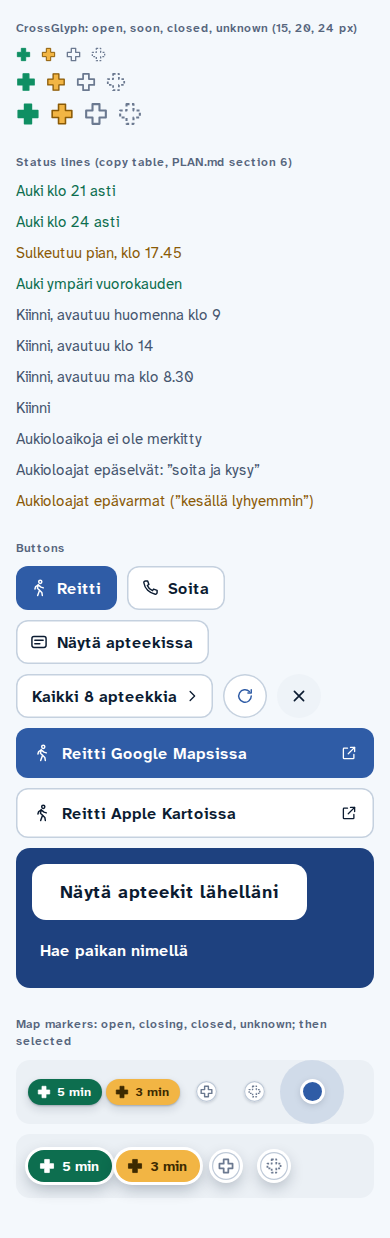 CrossGlyph: open, soon, closed, unknown (15, 20, 24 px)
Status lines (copy table, PLAN.md section 6)
Auki klo 21 asti
Auki klo 24 asti
Sulkeutuu pian, klo 17.45
Auki ympäri vuorokauden
Kiinni, avautuu huomenna klo 9
Kiinni, avautuu klo 14
Kiinni, avautuu ma klo 8.30
Kiinni
Aukioloaikoja ei ole merkitty
Aukioloajat epäselvät: ”soita ja kysy”
Aukioloajat epävarmat (”kesällä lyhyemmin”)
Buttons
Reitti
Soita
Näytä apteekissa
Kaikki 8 apteekkia
Reitti Google Mapsissa
Reitti Apple Kartoissa
Näytä apteekit lähelläni
Hae paikan nimellä
Map markers: open, closing, closed, unknown; then
selected
5 min
3 min
5 min
3 min